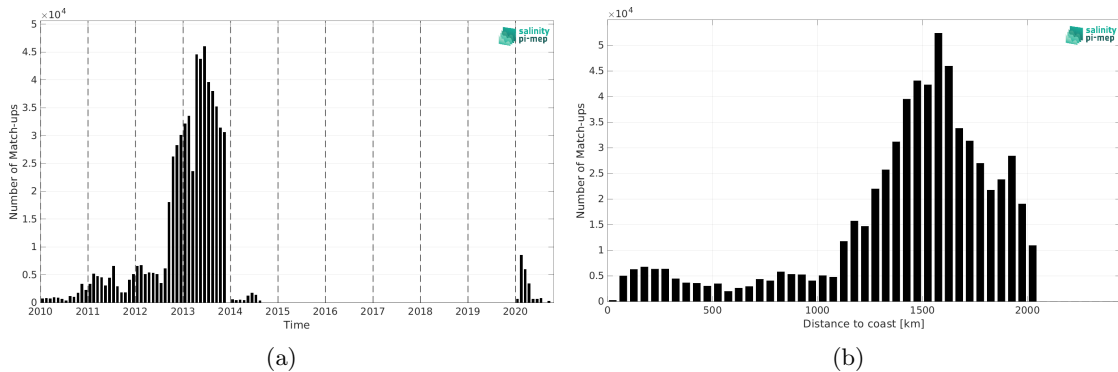 ×10⁴
5
4.5
4
3.5
3
2.5
2
1.5
1
0.5
0
Number of Match-ups
2010 2011 2012 2013 2014 2015 2016 2017 2018 2019 2020
Time
salinity
pi-mep
(a)
×10⁴
5
4.5
4
3.5
3
2.5
2
1.5
1
0.5
0
Number of Match-ups
0 500 1000 1500 2000
Distance to coast [km]
salinity
pi-mep
(b)